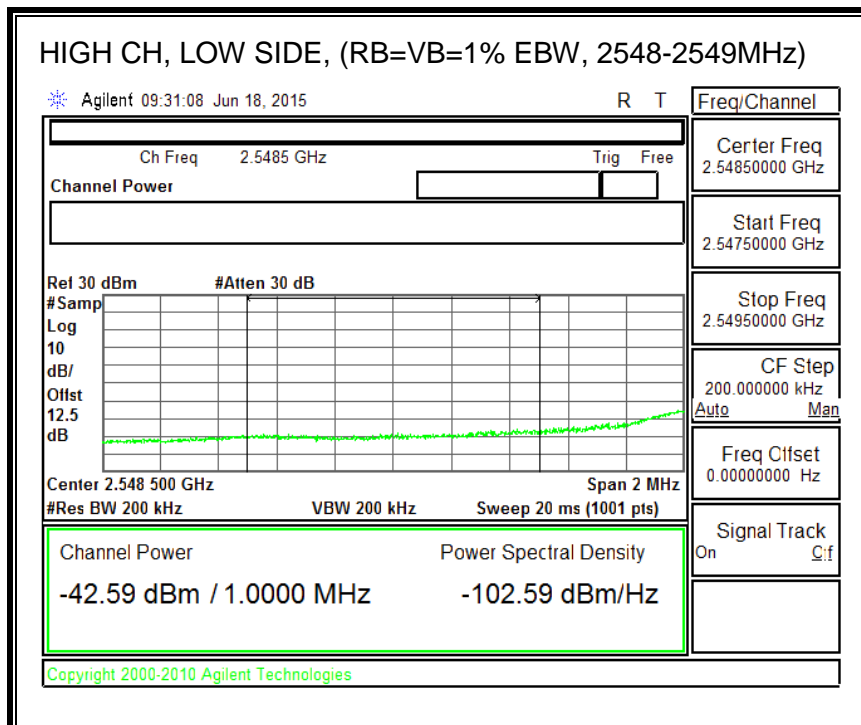 HIGH CH, LOW SIDE, (RB=VB=1% EBW, 2548-2549MHz)
Agilent 09:31:08 Jun 18, 2015 R T
Freq/Channel
Ch Freq 2.5485 GHz Trig Free
Channel Power
Center Freq
2.54850000 GHz
Start Freq
2.54750000 GHz
Stop Freq
2.54950000 GHz
CF Step
200.000000 kHz
Auto Man
Freq Offset
0.00000000 Hz
Signal Track
On Off
Ref 30 dBm #Atten 30 dB
#Samp
Log
10
dB/
Offst
12.5
dB
Center 2.548 500 GHz Span 2 MHz
#Res BW 200 kHz VBW 200 kHz Sweep 20 ms (1001 pts)
Channel Power Power Spectral Density
-42.59 dBm / 1.0000 MHz -102.59 dBm/Hz
Copyright 2000-2010 Agilent Technologies